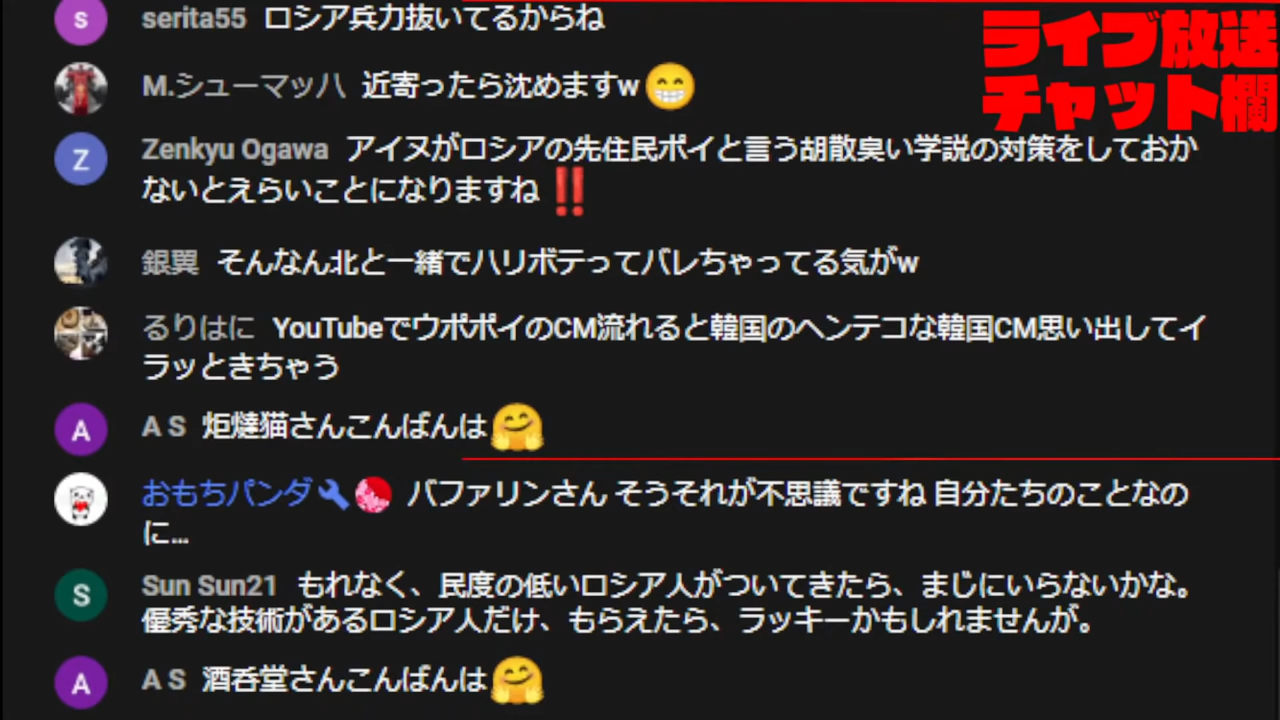 serita55 ロシア兵力抜いてるからね
ライブ放送
チャット欄
M.シューマッハ 近寄ったら沈めますw😁
Zenkyu Ogawa アイヌがロシアの先住民ポイと言う胡散臭い学説の対策をしておか
ないとえらいことになりますね‼
銀翼 そんなん北と一緒でハリボテってバレちゃってる気がw
るりはに YouTubeでウポポイのCM流れると韓国のヘンテコな韓国CM思い出してイ
ラッときちゃう
A S 炬燵猫さんこんばんは🤗
おもちパンダ🔧 バファリンさん そうそれが不思議ですね 自分たちのことなの
に...
Sun Sun21 もれなく、民度の低いロシア人がついてきたら、まじにいらないかな。
優秀な技術があるロシア人だけ、もらえたら、ラッキーかもしれませんが。
A S 酒呑堂さんこんばんは🤗
S
Z
A
S
A